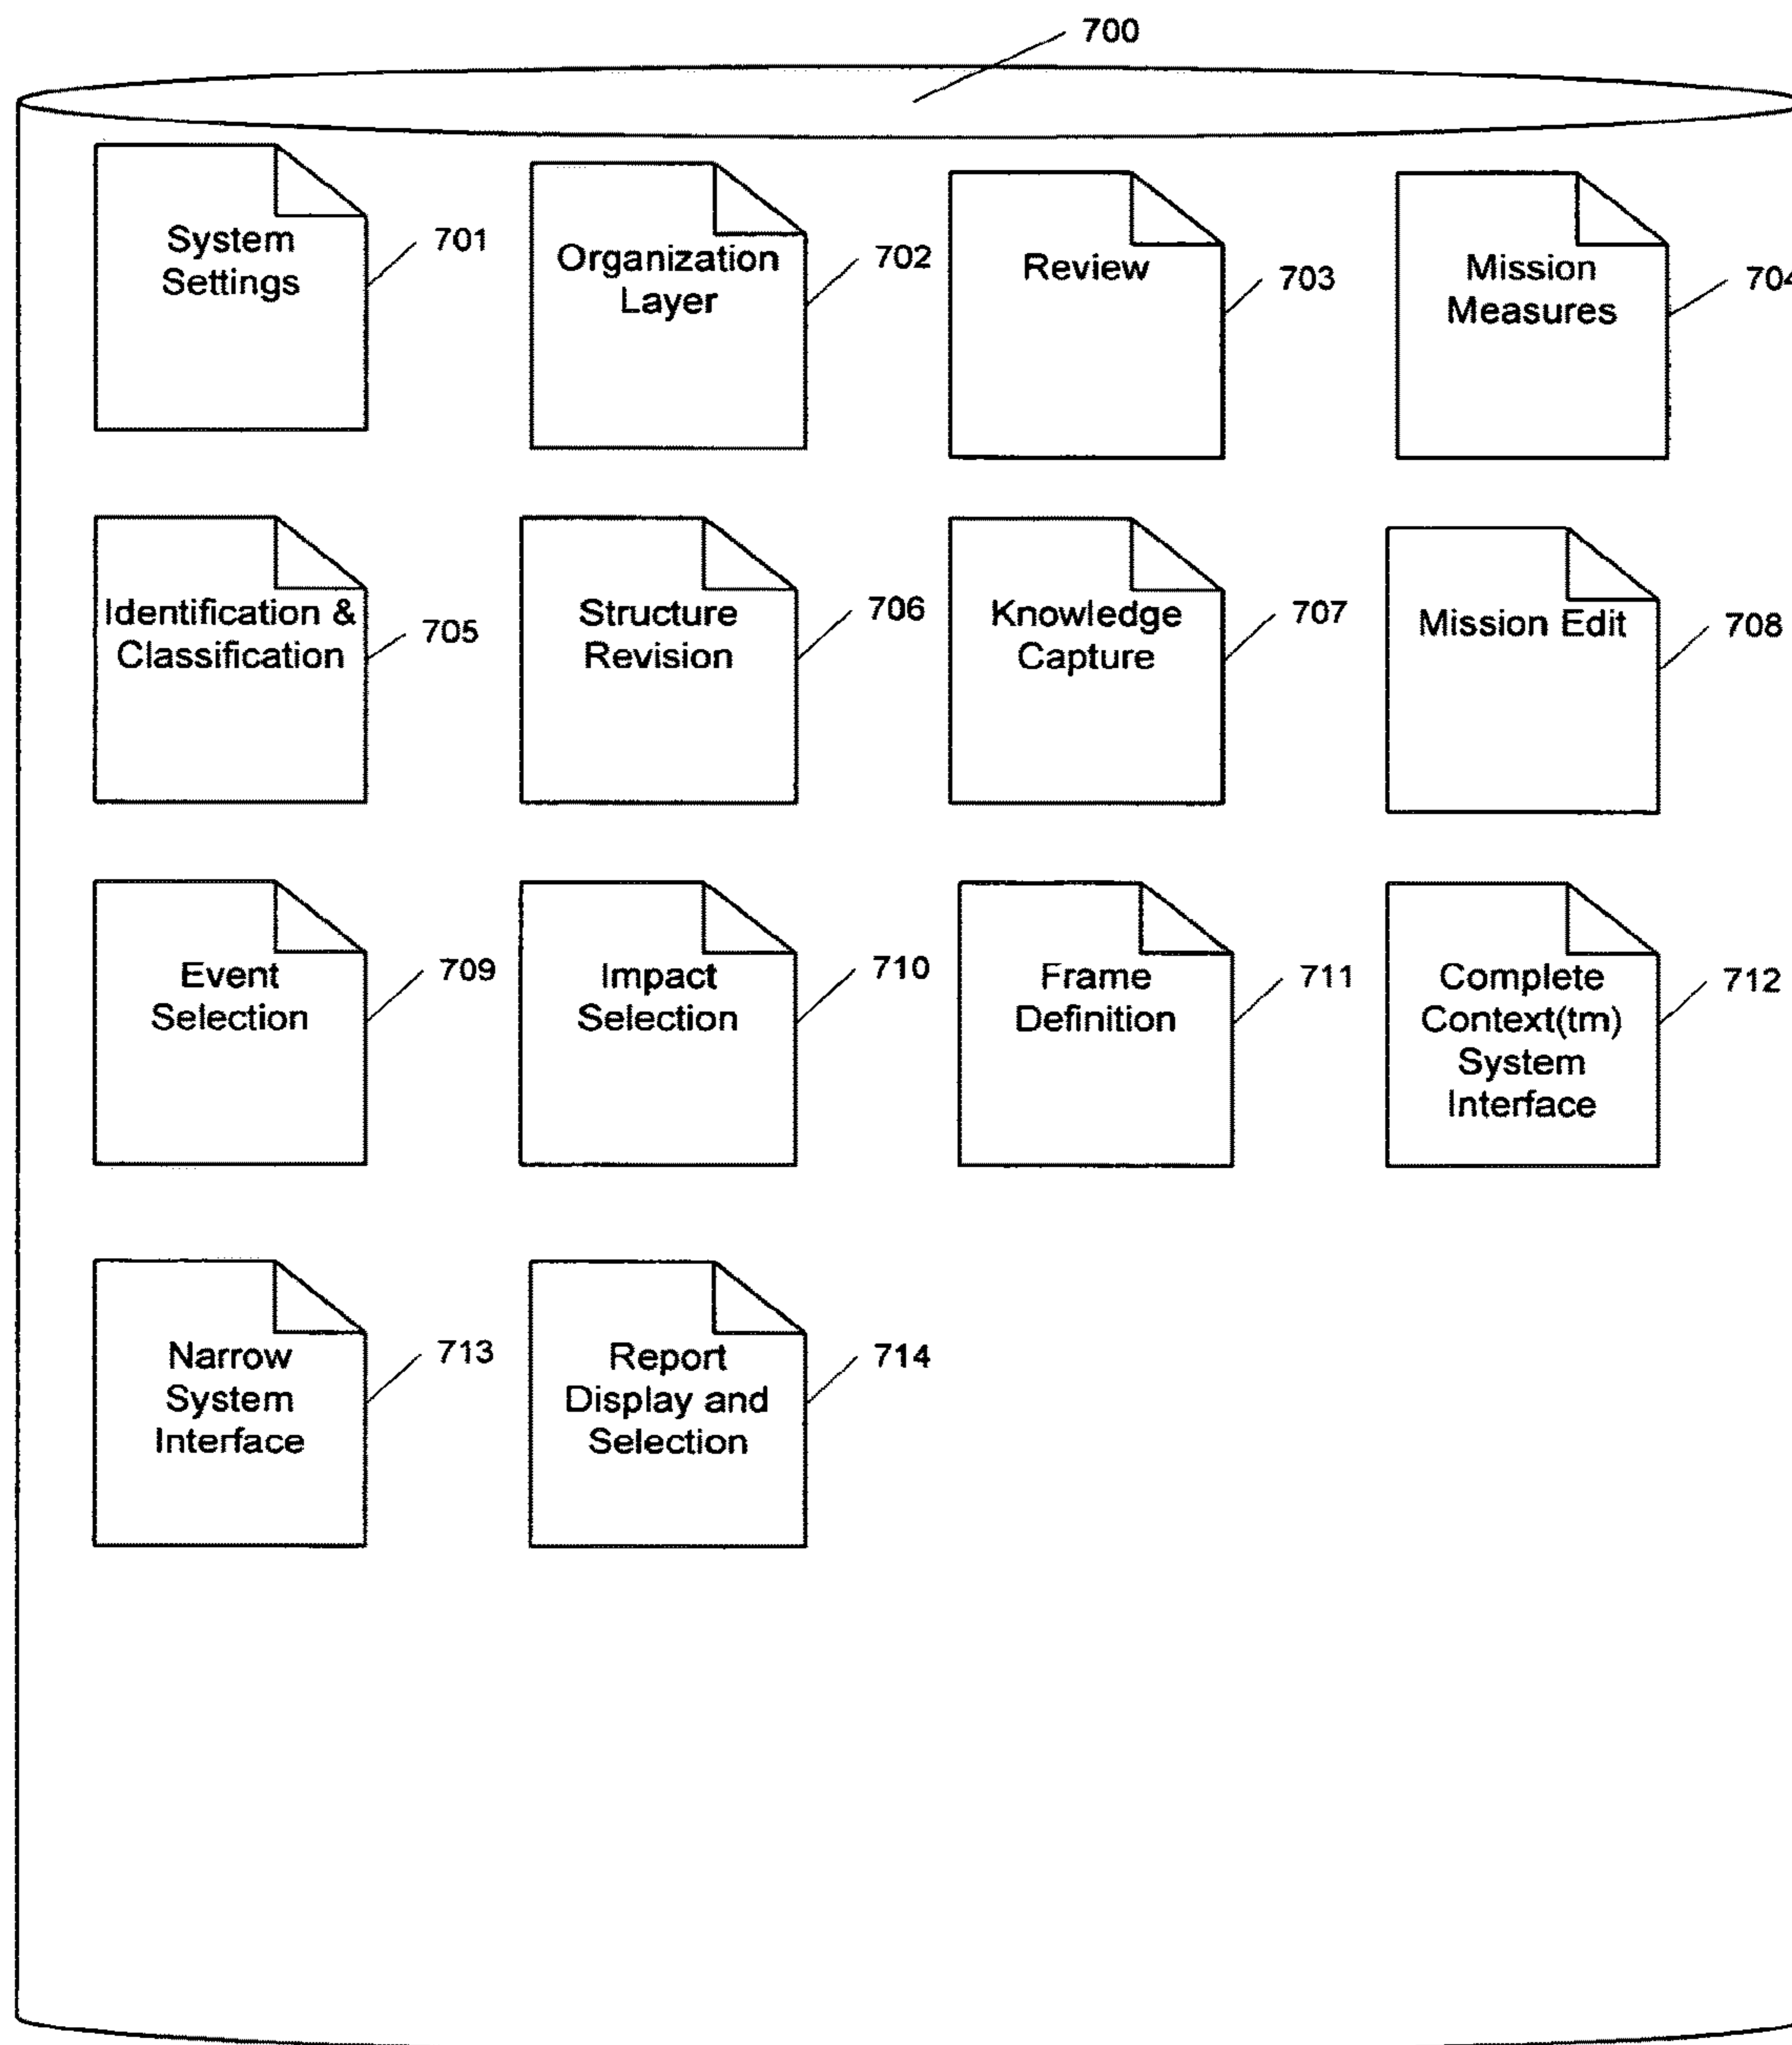 700
System
Settings
701
Organization
Layer
702
Review
703
Mission
Measures
704
Identification &
Classification
705
Structure
Revision
706
Knowledge
Capture
707
Mission Edit
708
Event
Selection
709
Impact
Selection
710
Frame
Definition
711
Complete
Context(tm)
System
Interface
712
Narrow
System
Interface
713
Report
Display and
Selection
714